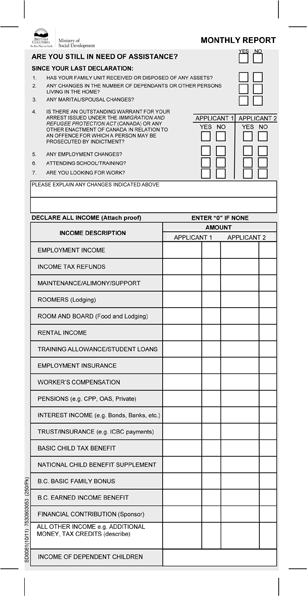 BRITISH
COLUMBIA
Ministry of
Social Development
MONTHLY REPORT
ARE YOU STILL IN NEED OF ASSISTANCE?
YES NO
SINCE YOUR LAST DECLARATION:
1. HAS YOUR FAMILY UNIT RECEIVED OR DISPOSED OF ANY ASSETS?
2. ANY CHANGES IN THE NUMBER OF DEPENDANTS OR OTHER PERSONS
LIVING IN THE HOME?
3. ANY MARITAL/SPOUSAL CHANGES?
4. IS THERE AN OUTSTANDING WARRANT FOR YOUR
ARREST ISSUED UNDER THE IMMIGRATION AND
REFUGEE PROTECTION ACT (CANADA) OR ANY
OTHER ENACTMENT OF CANADA IN RELATION TO
AN OFFENCE FOR WHICH A PERSON MAY BE
PROSECUTED BY INDICTMENT?
APPLICANT 1 APPLICANT 2
YES NO YES NO
5. ANY EMPLOYMENT CHANGES?
6. ATTENDING SCHOOL/TRAINING?
7. ARE YOU LOOKING FOR WORK?
PLEASE EXPLAIN ANY CHANGES INDICATED ABOVE
DECLARE ALL INCOME (Attach proof) ENTER "0" IF NONE
INCOME DESCRIPTION
AMOUNT
APPLICANT 1 APPLICANT 2
EMPLOYMENT INCOME
INCOME TAX REFUNDS
MAINTENANCE/ALIMONY/SUPPORT
ROOMERS (Lodging)
ROOM AND BOARD (Food and Lodging)
RENTAL INCOME
TRAINING ALLOWANCE/STUDENT LOANS
EMPLOYMENT INSURANCE
WORKER'S COMPENSATION
PENSIONS (e.g. CPP, OAS, Private)
INTEREST INCOME (e.g. Bonds, Banks, etc.)
TRUST/INSURANCE (e.g. ICBC payments)
BASIC CHILD TAX BENEFIT
NATIONAL CHILD BENEFIT SUPPLEMENT
B.C. BASIC FAMILY BONUS
B.C. EARNED INCOME BENEFIT
FINANCIAL CONTRIBUTION (Sponsor)
ALL OTHER INCOME e.g. ADDITIONAL
MONEY, TAX CREDITS (describe)
INCOME OF DEPENDENT CHILDREN